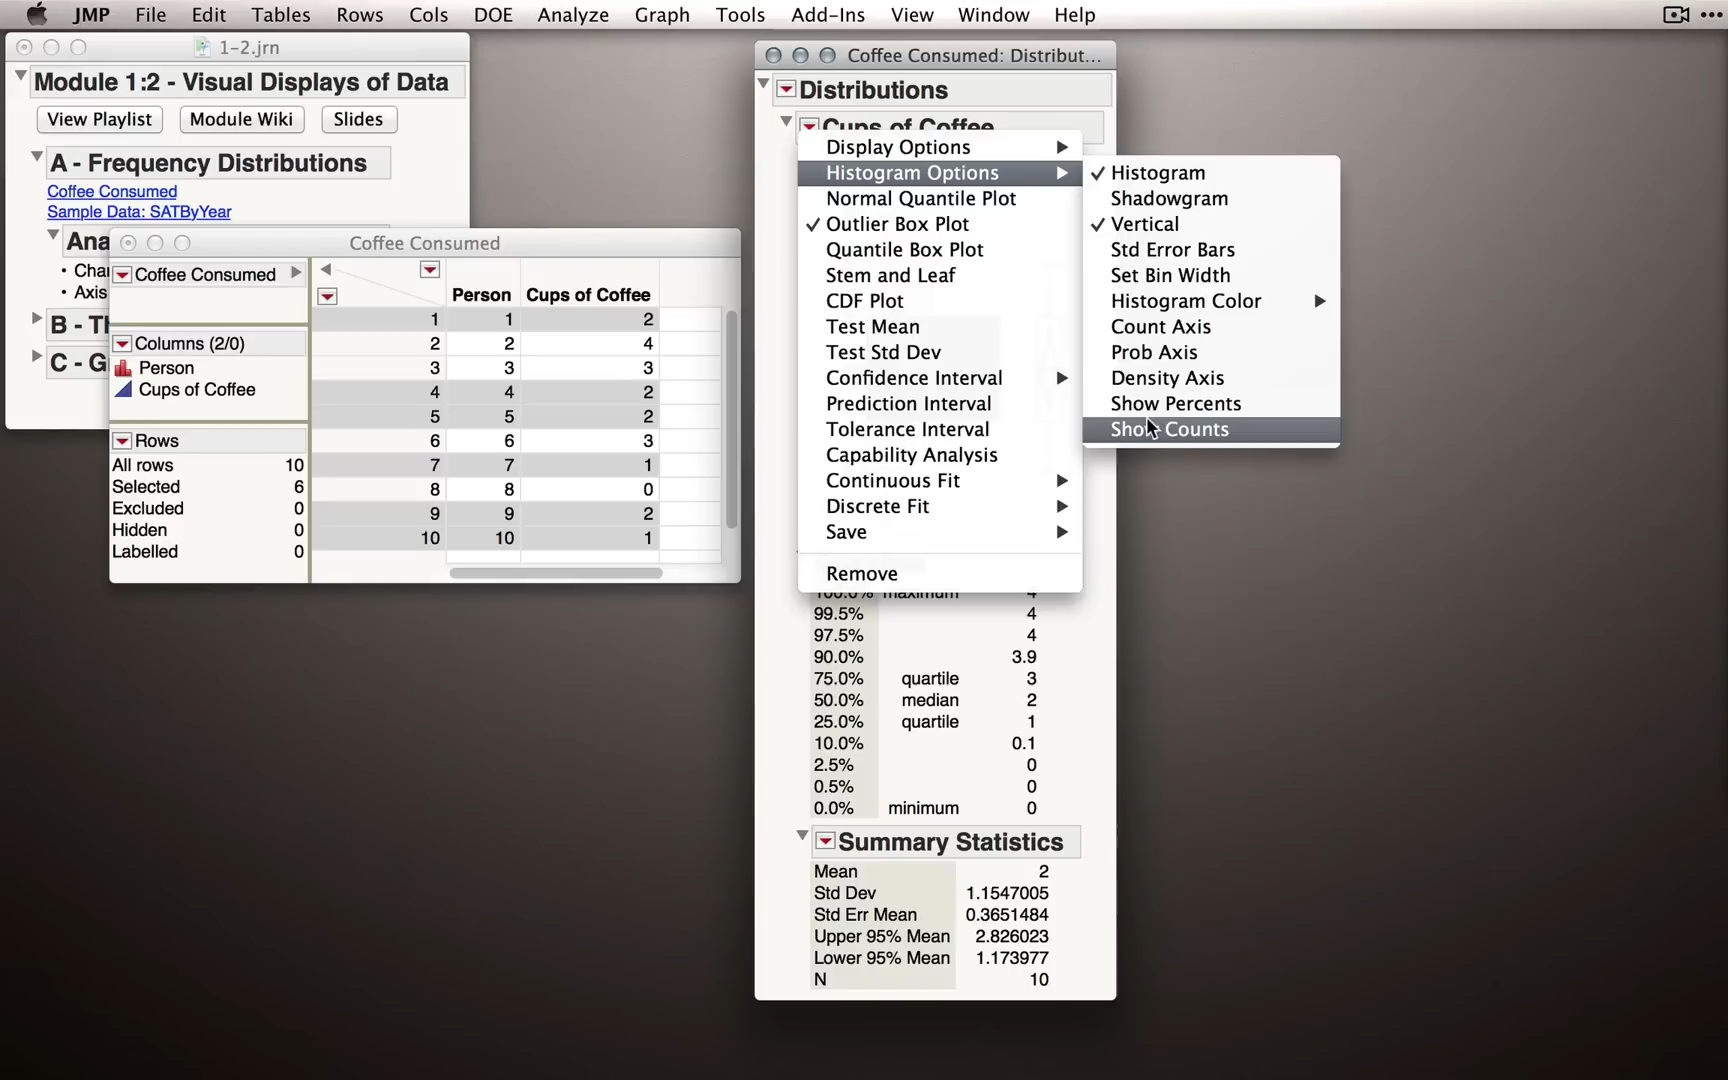 JMP File Edit Tables Rows Cols DOE Analyze Graph Tools Add-Ins View Window Help
1-2.jrn
Module 1:2 - Visual Displays of Data
View Playlist Module Wiki Slides
A - Frequency Distributions
Coffee Consumed
Sample Data: SATByYear
Ana
• Cha
• Axis
B - T
C - G
Coffee Consumed
Coffee Consumed
Columns (2/0)
Person
Cups of Coffee
Rows
All rows 10
Selected 6
Excluded 0
Hidden 0
Labelled 0
Person Cups of Coffee
1 1 2
2 2 4
3 3 3
4 4 2
5 5 2
6 6 3
7 7 1
8 8 0
9 9 2
10 10 1
Coffee Consumed: Distribut...
Distributions
Cups of Coffee
Display Options
Histogram Options
Normal Quantile Plot
✓ Outlier Box Plot
Quantile Box Plot
Stem and Leaf
CDF Plot
Test Mean
Test Std Dev
Confidence Interval
Prediction Interval
Tolerance Interval
Capability Analysis
Continuous Fit
Discrete Fit
Save
Remove
✓ Histogram
Shadowgram
✓ Vertical
Std Error Bars
Set Bin Width
Histogram Color
Count Axis
Prob Axis
Density Axis
Show Percents
Show Counts
100.0% maximum 4
99.5% 4
97.5% 4
90.0% 3.9
75.0% quartile 3
50.0% median 2
25.0% quartile 1
10.0% 0.1
2.5% 0
0.5% 0
0.0% minimum 0
Summary Statistics
Mean 2
Std Dev 1.1547005
Std Err Mean 0.3651484
Upper 95% Mean 2.826023
Lower 95% Mean 1.173977
N 10